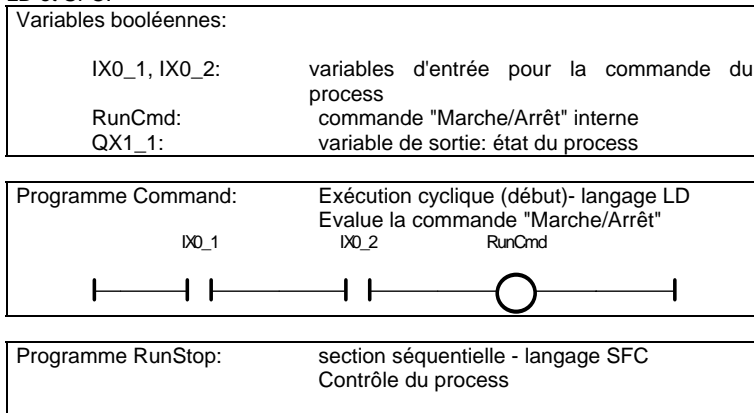 Variables booléennes:
IX0_1, IX0_2: variables d'entrée pour la commande du
process
RunCmd: commande "Marche/Arrêt" interne
QX1_1: variable de sortie: état du process
Programme Command: Exécution cyclique (début)- langage LD
Evalue la commande "Marche/Arrêt"
IX0_1 IX0_2 RunCmd
Programme RunStop: section séquentielle - langage SFC
Contrôle du process